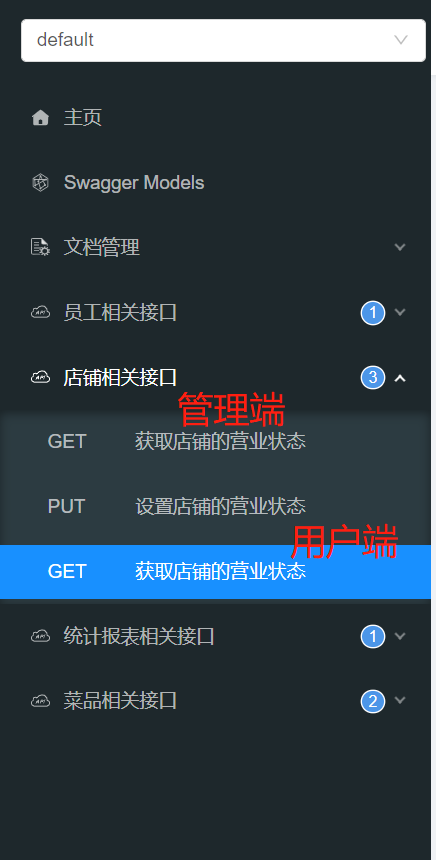 default
主页
Swagger Models
文档管理
员工相关接口 1
店铺相关接口 3
管理端
GET 获取店铺的营业状态
PUT 设置店铺的营业状态
用户端
GET 获取店铺的营业状态
统计报表相关接口 1
菜品相关接口 2